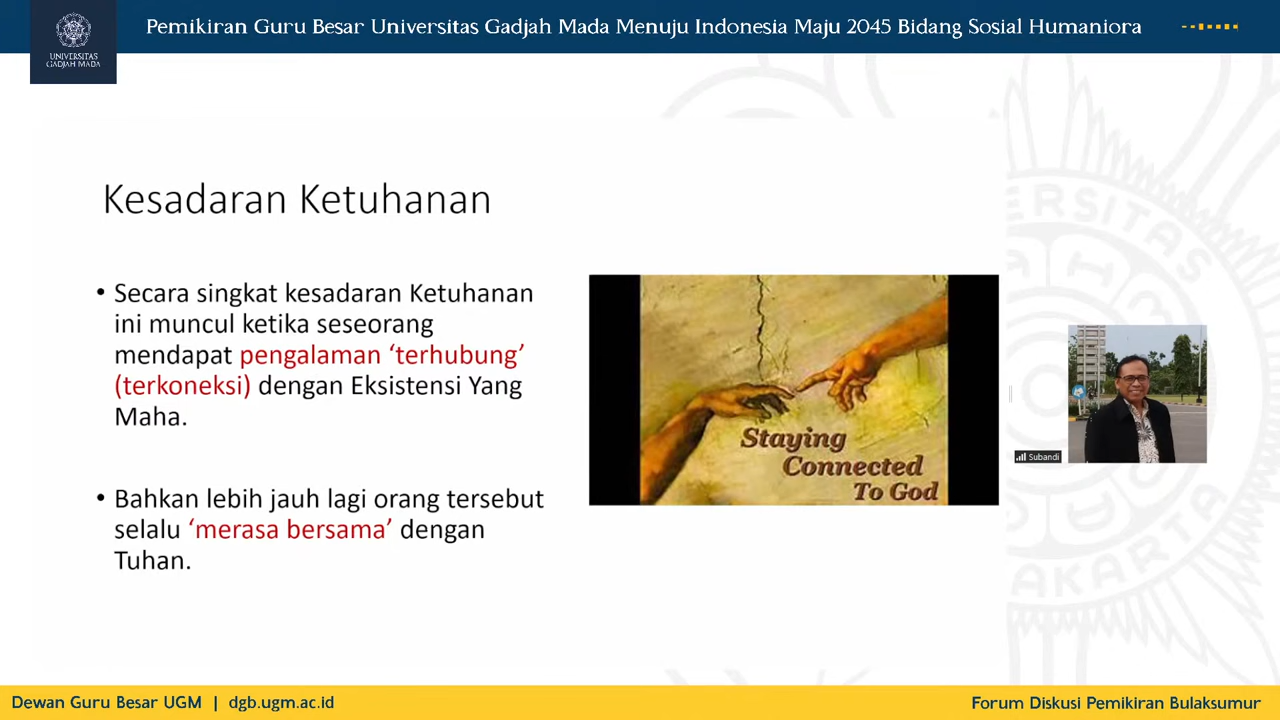 Pemikiran Guru Besar Universitas Gadjah Mada Menuju Indonesia Maju 2045 Bidang Sosial Humaniora
UNIVERSITAS
GADJAH MADA
Kesadaran Ketuhanan
• Secara singkat kesadaran Ketuhanan
ini muncul ketika seseorang
mendapat pengalaman ‘terhubung’
(terkoneksi) dengan Eksistensi Yang
Maha.
• Bahkan lebih jauh lagi orang tersebut
selalu ‘merasa bersama’ dengan
Tuhan.
Staying
Connected
To God
Subandi
Dewan Guru Besar UGM | dgb.ugm.ac.id
Forum Diskusi Pemikiran Bulaksumur